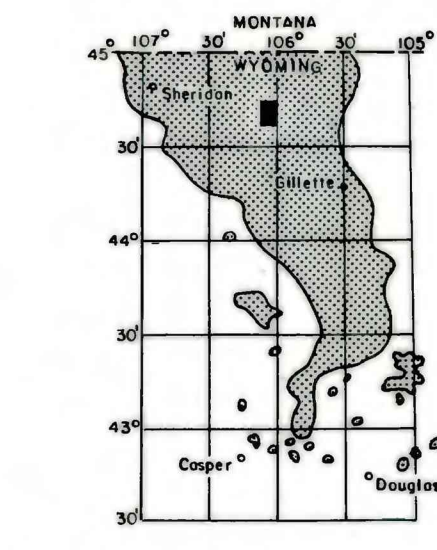 MONTANA
45° 107° 30' 106° 30' 105°
WYOMING
Sheridan
30'
Gillette
44°
30'
43°
Casper
Douglas
30'